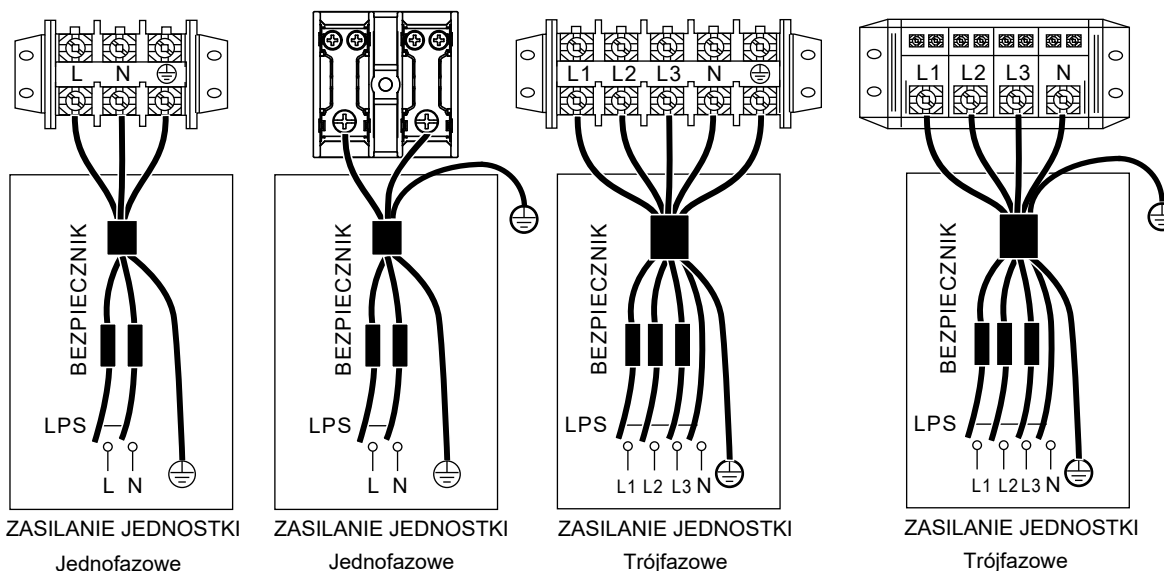 L N
BEZPIECZNIK
LPS
L N
ZASILANIE JEDNOSTKI
Jednofazowe
BEZPIECZNIK
LPS
L N
ZASILANIE JEDNOSTKI
Jednofazowe
L1 L2 L3 N
BEZPIECZNIK
LPS
L1 L2 L3 N
ZASILANIE JEDNOSTKI
Trójfazowe
L1 L2 L3 N
BEZPIECZNIK
LPS
L1 L2 L3 N
ZASILANIE JEDNOSTKI
Trójfazowe